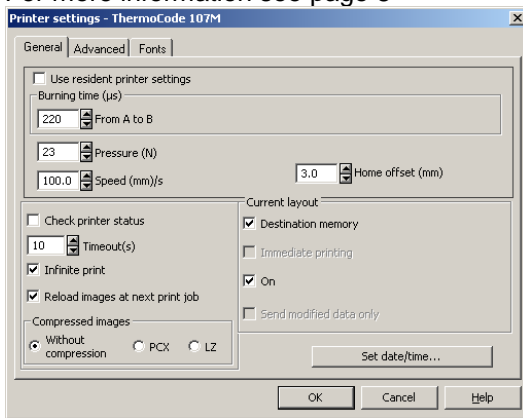 For more information see page 8
Printer settings - ThermoCode 107M
General Advanced Fonts
Use resident printer settings
Burning time (µs)
220 From A to B
23 Pressure (N)
100.0 Speed (mm)/s
3.0 Home offset (mm)
Check printer status
10 Timeout(s)
Infinite print
Reload images at next print job
Compressed images
Without compression PCX LZ
Current layout
Destination memory
Immediate printing
On
Send modified data only
Set date/time...
OK Cancel Help